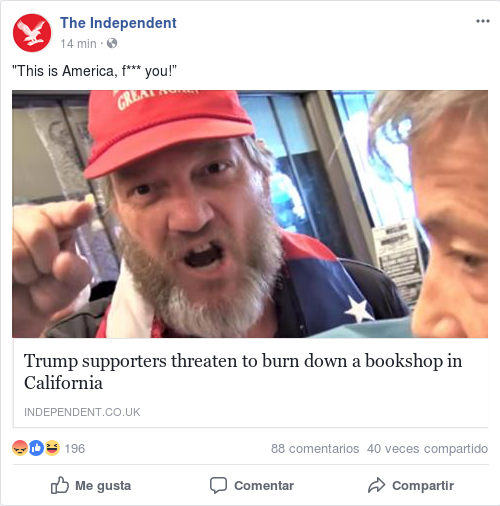 The Independent
14 min ·
"This is America, f*** you!”
GREAT AGAIN
Trump supporters threaten to burn down a bookshop in
California
INDEPENDENT.CO.UK
196
88 comentarios 40 veces compartido
Me gusta
Comentar
Compartir